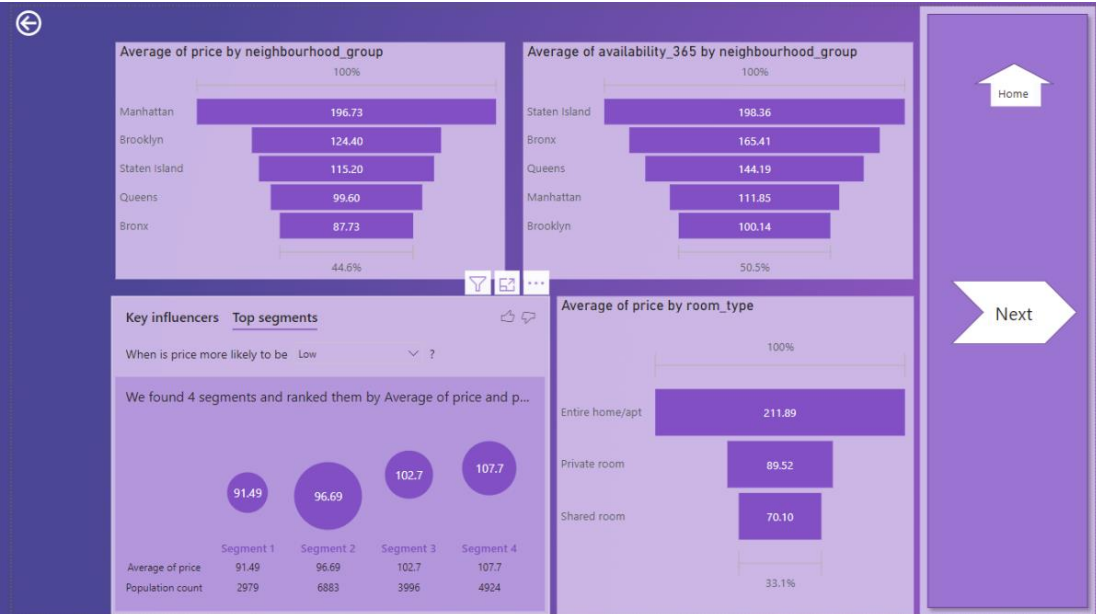 Average of price by neighbourhood_group
100%
Manhattan 196.73
Brooklyn 124.40
Staten Island 115.20
Queens 99.60
Bronx 87.73
44.6%
Average of availability_365 by neighbourhood_group
100%
Staten Island 198.36
Bronx 165.41
Queens 144.19
Manhattan 111.85
Brooklyn 100.14
50.5%
Home
Next
Key influencers Top segments
When is price more likely to be Low ?
We found 4 segments and ranked them by Average of price and p...
91.49 96.69 102.7 107.7
Segment 1 Segment 2 Segment 3 Segment 4
Average of price 91.49 96.69 102.7 107.7
Population count 2979 6883 3996 4924
Average of price by room_type
100%
Entire home/apt 211.89
Private room 89.52
Shared room 70.10
33.1%